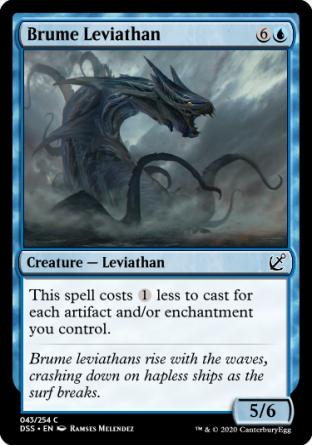 Brume Leviathan 6
Creature — Leviathan
This spell costs 1 less to cast for
each artifact and/or enchantment
you control.
Brume leviathans rise with the waves,
crashing down on hapless ships as the
surf breaks.
5/6
043/254 C
DSS • EN Ramses Melendez
™ & © 2020 CanterburyEgg